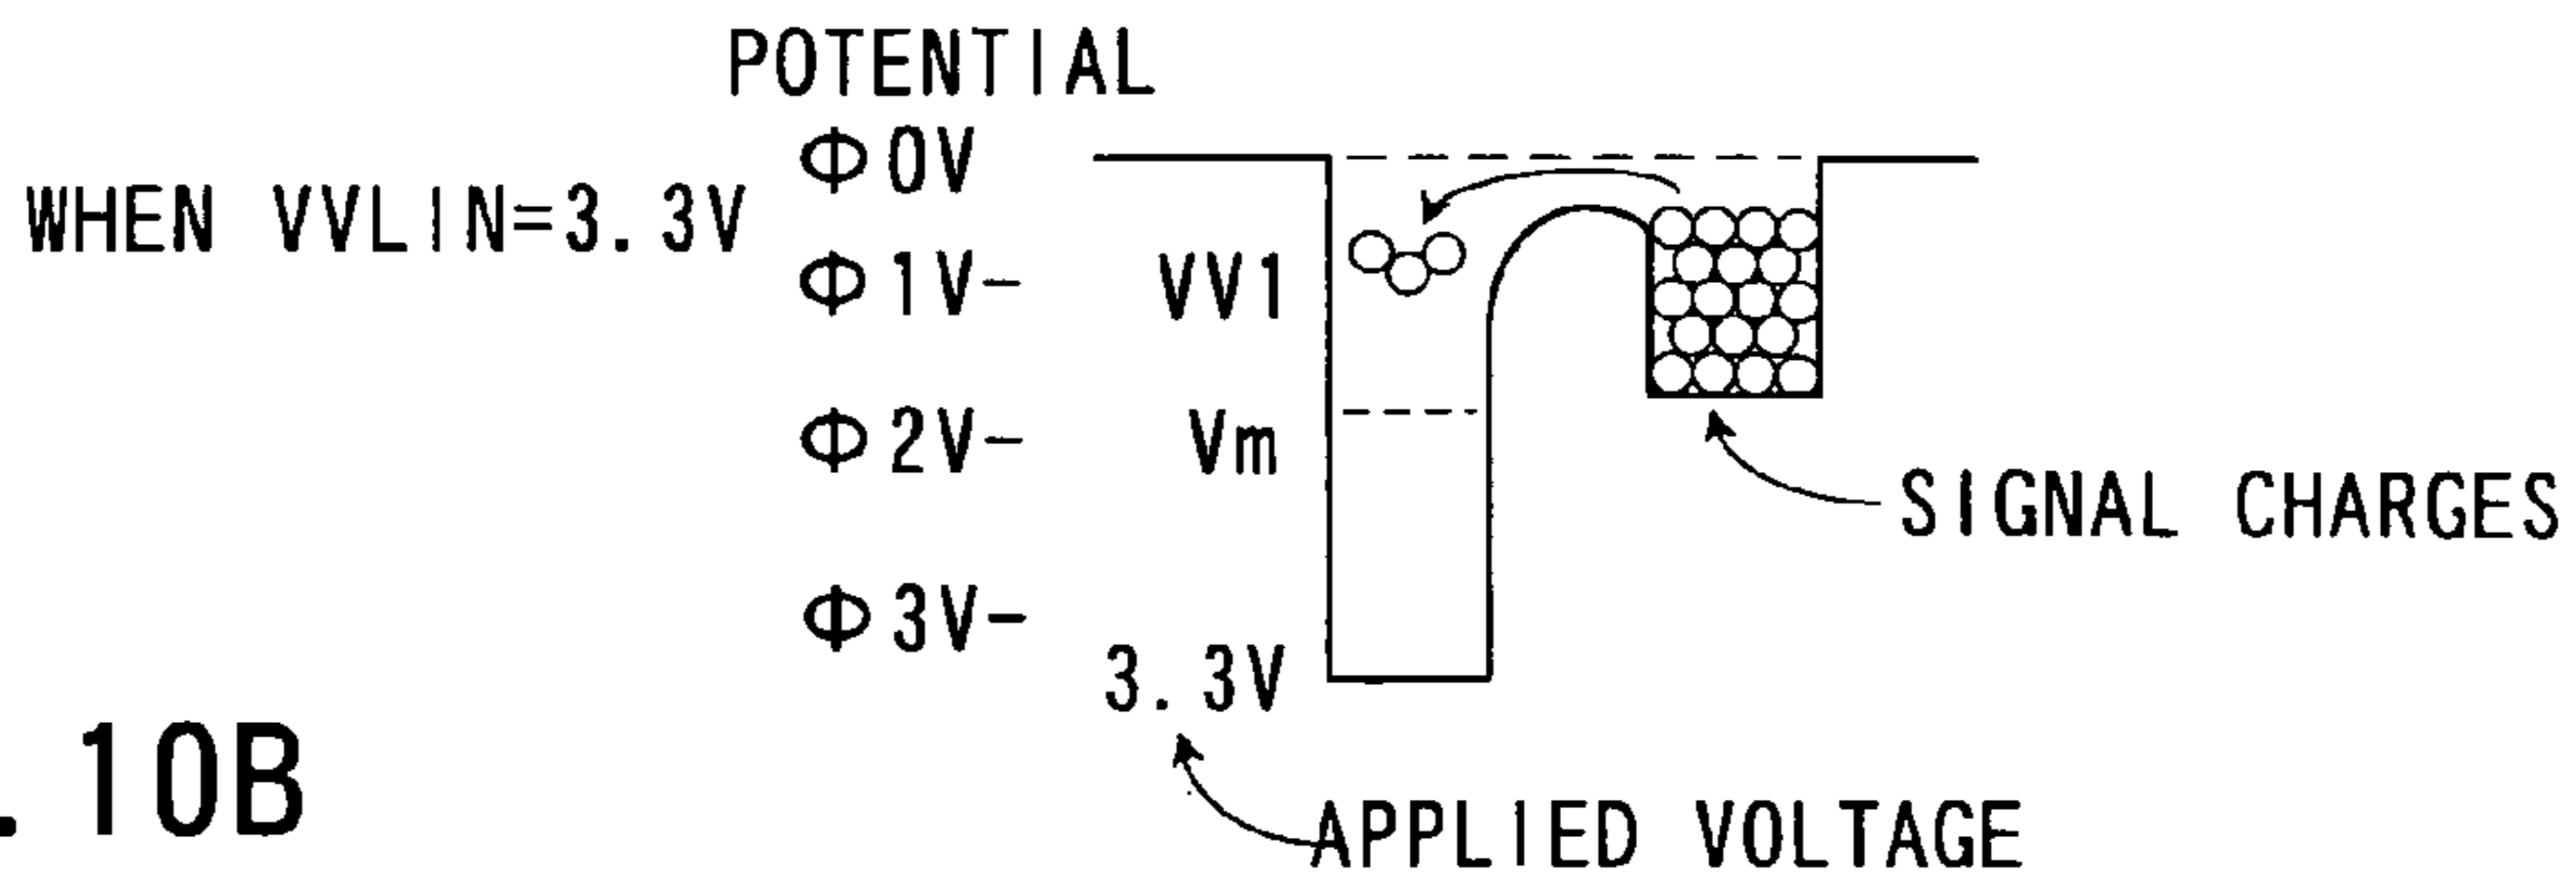 POTENTIAL
Φ0V
WHEN VVLIN=3.3V
Φ1V- VV1
Φ2V- Vm
SIGNAL CHARGES
Φ3V-
3.3V
.10B
APPLIED VOLTAGE